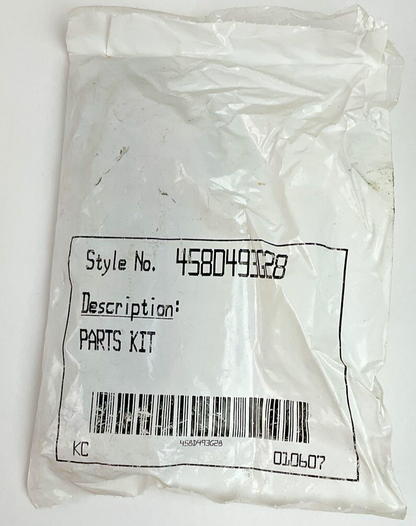 Style No. 458D493G28
Description:
PARTS KIT
458D493G28
KC
010607